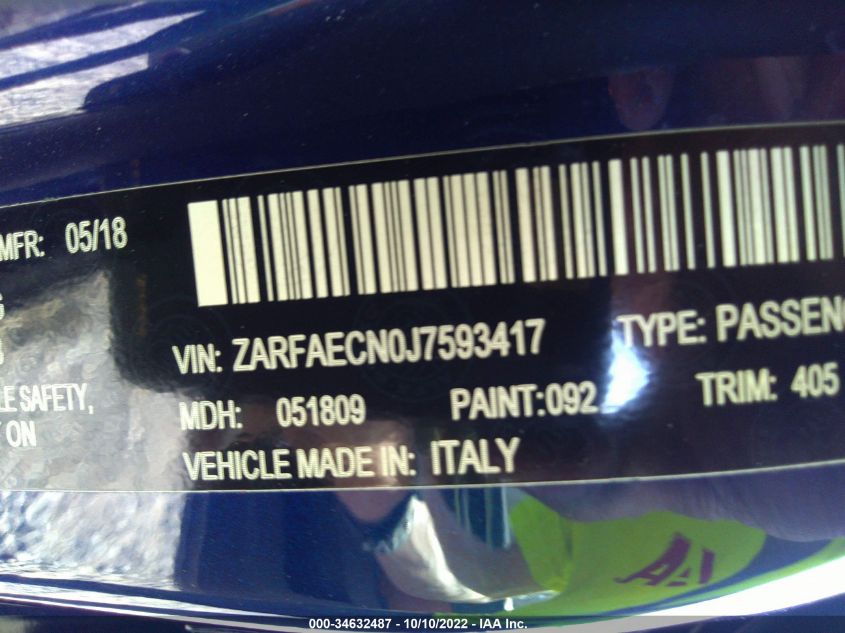 MFR: 05/18
VIN: ZARFAECN0J7593417 TYPE: PASSENG
LE SAFETY,
MDH: 051809 PAINT:092 TRIM: 405
ON
VEHICLE MADE IN: ITALY
000-34632487 - 10/10/2022 - IAA Inc.